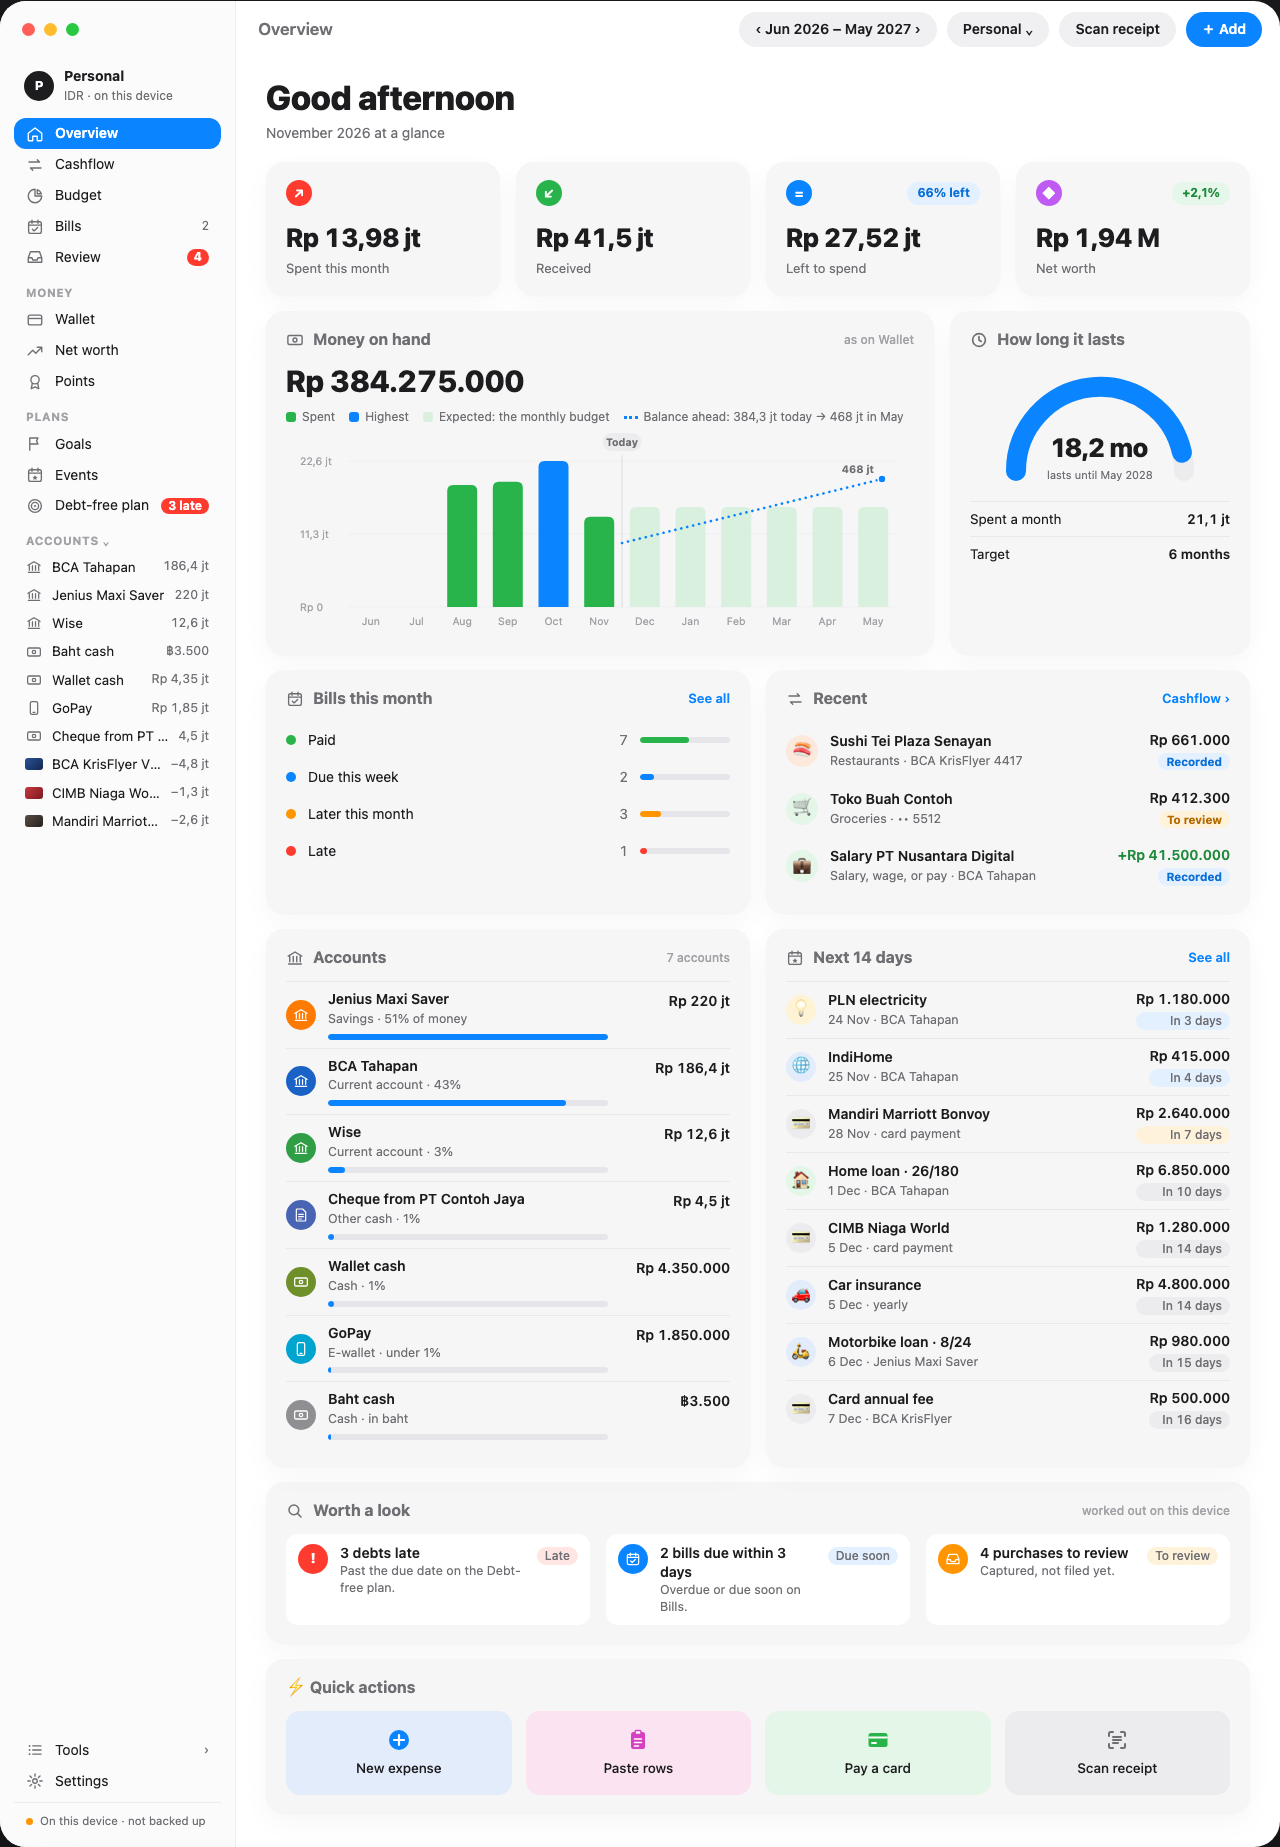 Personal
IDR · on this device
Overview
Cashflow
Budget
Bills 2
Review 4
MONEY
Wallet
Net worth
Points
PLANS
Goals
Events
Debt-free plan 3 late
ACCOUNTS
BCA Tahapan 186,4 jt
Jenius Maxi Saver 220 jt
Wise 12,6 jt
Baht cash ฿3.500
Wallet cash Rp 4,35 jt
GoPay Rp 1,85 jt
Cheque from PT ... 4,5 jt
BCA KrisFlyer V... −4,8 jt
CIMB Niaga Wo... −1,3 jt
Mandiri Marriot... −2,6 jt
Tools ›
Settings
On this device · not backed up
Overview
‹ Jun 2026 – May 2027 ›
Personal
Scan receipt
+ Add
Good afternoon
November 2026 at a glance
Rp 13,98 jt
Spent this month
Rp 41,5 jt
Received
66% left
Rp 27,52 jt
Left to spend
+2,1%
Rp 1,94 M
Net worth
Money on hand as on Wallet
Rp 384.275.000
Spent Highest Expected: the monthly budget Balance ahead: 384,3 jt today → 468 jt in May
Today
22,6 jt
468 jt
11,3 jt
Rp 0
Jun Jul Aug Sep Oct Nov Dec Jan Feb Mar Apr May
How long it lasts
18,2 mo
lasts until May 2028
Spent a month 21,1 jt
Target 6 months
Bills this month See all
Paid 7
Due this week 2
Later this month 3
Late 1
Recent Cashflow ›
Sushi Tei Plaza Senayan Rp 661.000
Restaurants · BCA KrisFlyer 4417 Recorded
Toko Buah Contoh Rp 412.300
Groceries · •• 5512 To review
Salary PT Nusantara Digital +Rp 41.500.000
Salary, wage, or pay · BCA Tahapan Recorded
Accounts 7 accounts
Jenius Maxi Saver Rp 220 jt
Savings · 51% of money
BCA Tahapan Rp 186,4 jt
Current account · 43%
Wise Rp 12,6 jt
Current account · 3%
Cheque from PT Contoh Jaya Rp 4,5 jt
Other cash · 1%
Wallet cash Rp 4.350.000
Cash · 1%
GoPay Rp 1.850.000
E-wallet · under 1%
Baht cash ฿3.500
Cash · in baht
Next 14 days See all
PLN electricity Rp 1.180.000
24 Nov · BCA Tahapan In 3 days
IndiHome Rp 415.000
25 Nov · BCA Tahapan In 4 days
Mandiri Marriott Bonvoy Rp 2.640.000
28 Nov · card payment In 7 days
Home loan · 26/180 Rp 6.850.000
1 Dec · BCA Tahapan In 10 days
CIMB Niaga World Rp 1.280.000
5 Dec · card payment In 14 days
Car insurance Rp 4.800.000
5 Dec · yearly In 14 days
Motorbike loan · 8/24 Rp 980.000
6 Dec · Jenius Maxi Saver In 15 days
Card annual fee Rp 500.000
7 Dec · BCA KrisFlyer In 16 days
Worth a look worked out on this device
3 debts late Late
Past the due date on the Debt-
free plan.
2 bills due within 3 Due soon
days
Overdue or due soon on
Bills.
4 purchases to review To review
Captured, not filed yet.
Quick actions
New expense
Paste rows
Pay a card
Scan receipt